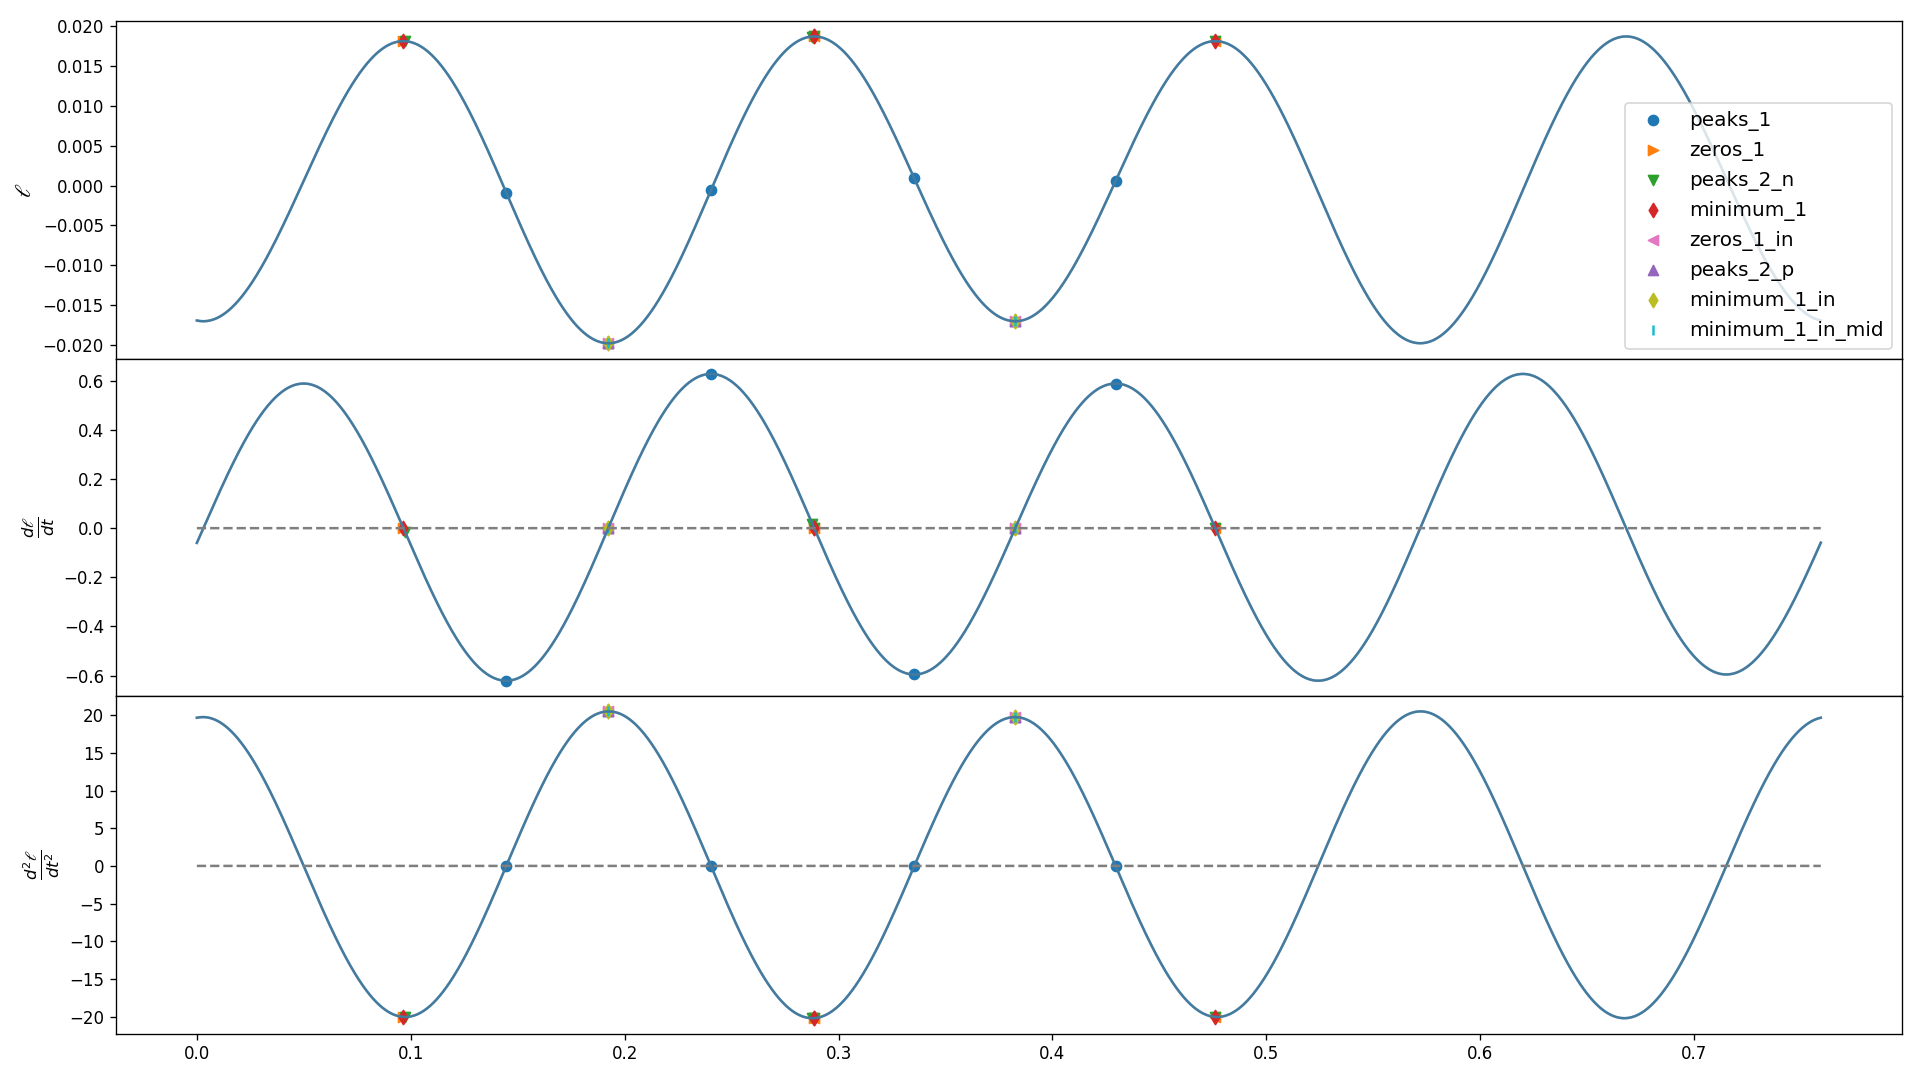 0.020
0.015
0.010
0.005
0.000
−0.005
−0.010
−0.015
−0.020
ℓ
peaks_1
zeros_1
peaks_2_n
minimum_1
zeros_1_in
peaks_2_p
minimum_1_in
minimum_1_in_mid
0.6
0.4
0.2
0.0
−0.2
−0.4
−0.6
dℓ
dt
20
15
10
5
0
−5
−10
−15
−20
d²ℓ
dt²
0.0 0.1 0.2 0.3 0.4 0.5 0.6 0.7